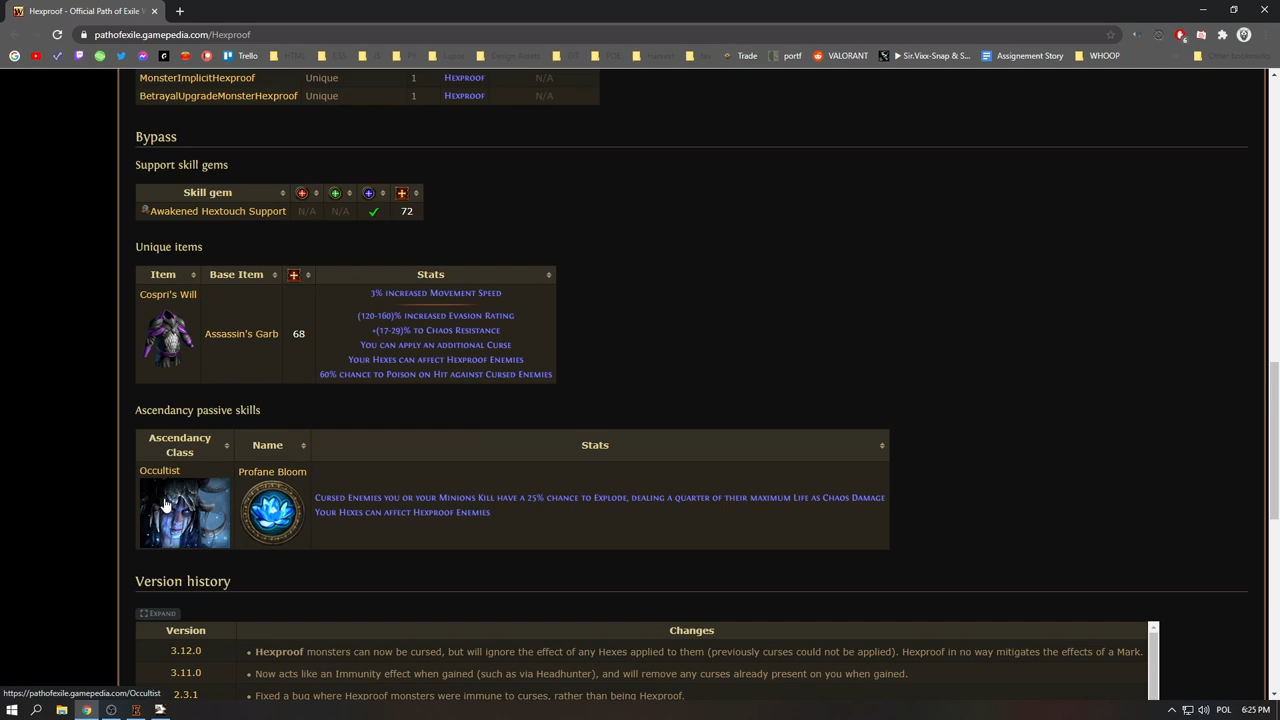 Hexproof - Official Path of Exile W
pathofexile.gamepedia.com/Hexproof
Trello HTML CSS JS Design Assets GIT POE Trade portf VALORANT ▶ Sir.Vixx-Snap & S... Assignement Story WHOOP Other Bookmarks
MonsterImplicitHexproof Unique 1 Hexproof N/A
BetrayalUpgradeMonsterHexproof Unique 1 Hexproof N/A
Bypass
Support skill gems
Skill gem
Awakened Hextouch Support N/A N/A 72
Unique items
Item Base Item Stats
Cospri's Will Assassin's Garb 68
3% increased Movement Speed
(120-160)% increased Evasion Rating
+(17-29)% to Chaos Resistance
You can apply an additional Curse
Your Hexes can affect Hexproof Enemies
60% chance to Poison on Hit against Cursed Enemies
Ascendancy passive skills
Ascendancy Class Name Stats
Occultist Profane Bloom
Cursed Enemies you or your Minions Kill have a 25% chance to Explode, dealing a quarter of their maximum Life as Chaos Damage
Your Hexes can affect Hexproof Enemies
Version history
Expand
Version Changes
3.12.0 • Hexproof monsters can now be cursed, but will ignore the effect of any Hexes applied to them (previously curses could not be applied). Hexproof in no way mitigates the effects of a Mark.
3.11.0 • Now acts like an Immunity effect when gained (such as via Headhunter), and will remove any curses already present on you when gained.
2.3.1 • Fixed a bug where Hexproof monsters were immune to curses, rather than being Hexproof.
https://pathofexile.gamepedia.com/Occultist
POL 6:25 PM